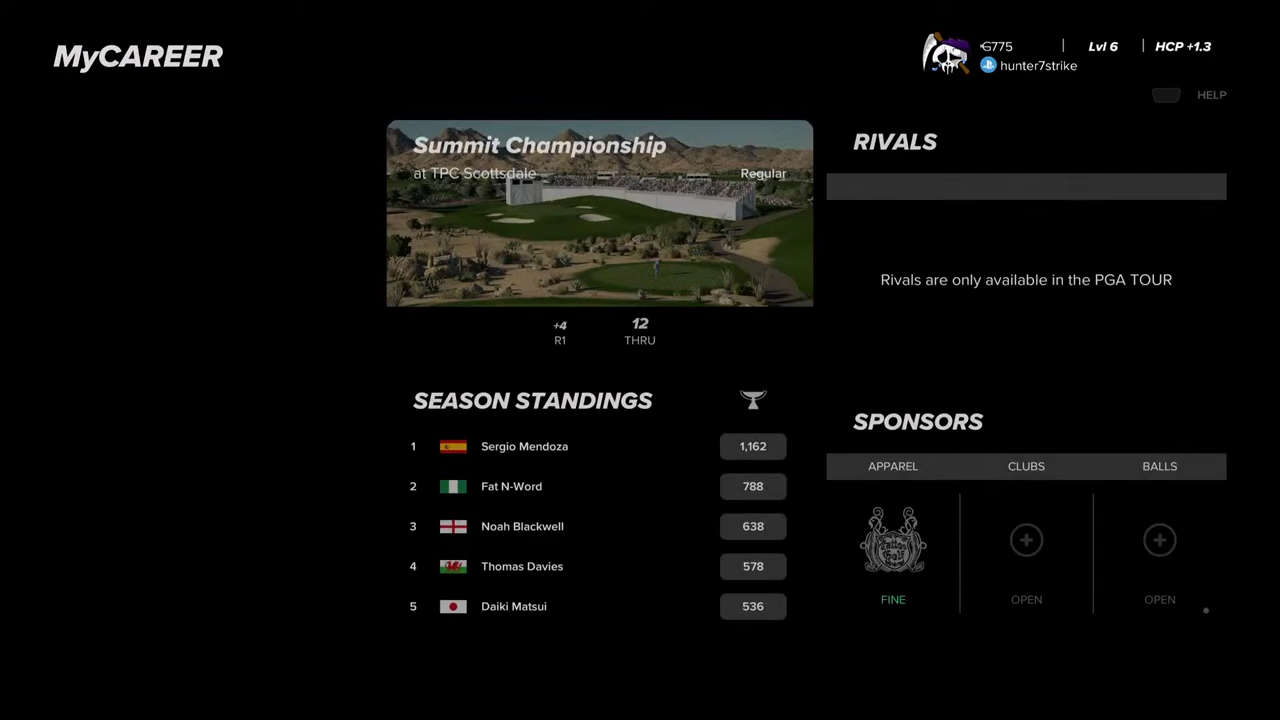 MyCAREER
G775
Lvl 6
HCP +1.3
hunter7strike
HELP
Summit Championship
at TPC Scottsdale
Regular
+4
12
R1
THRU
RIVALS
Rivals are only available in the PGA TOUR
SEASON STANDINGS
1 Sergio Mendoza 1,162
2 Fat N-Word 788
3 Noah Blackwell 638
4 Thomas Davies 578
5 Daiki Matsui 536
SPONSORS
APPAREL CLUBS BALLS
Golf
FINE OPEN OPEN